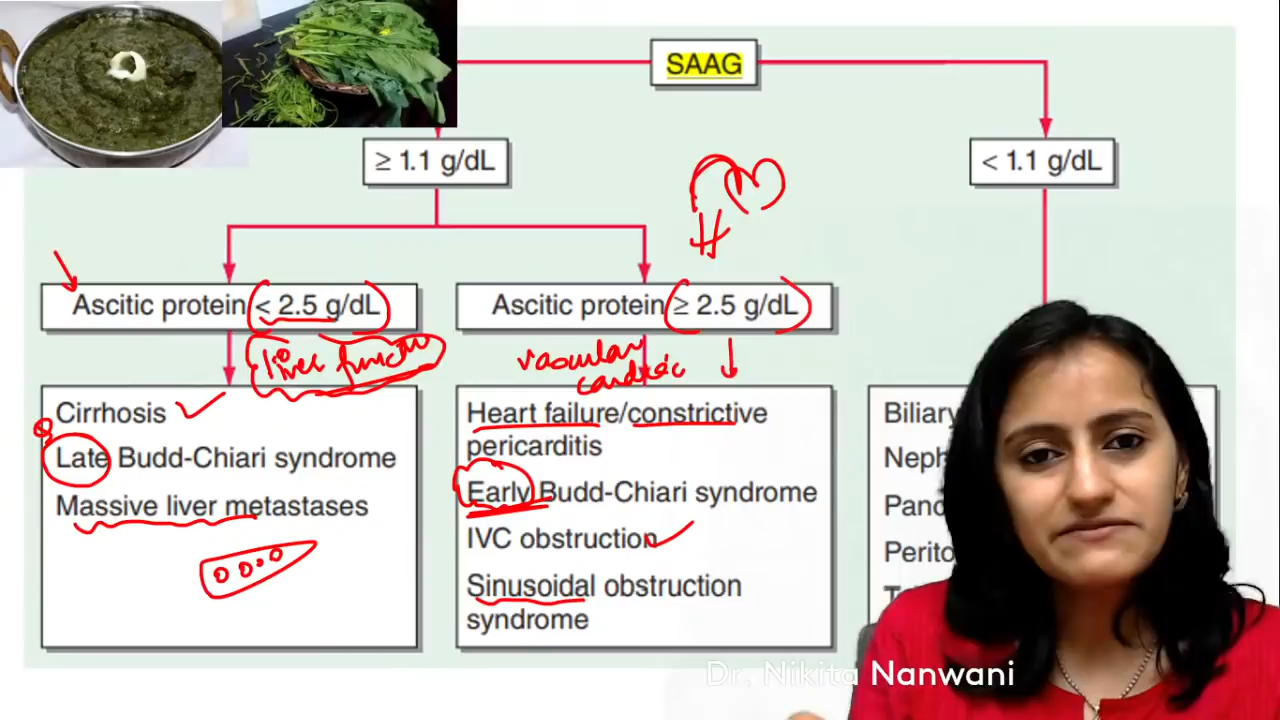 SAAG
≥ 1.1 g/dL
< 1.1 g/dL
Ascitic protein < 2.5 g/dL
Ascitic protein ≥ 2.5 g/dL
liver
vascular
cardiac
Cirrhosis
Late Budd-Chiari syndrome
Massive liver metastases
Heart failure/constrictive
pericarditis
Early Budd-Chiari syndrome
IVC obstruction
Sinusoidal obstruction
syndrome
Biliary
Neph
Panc
Perito
Dr. Nikita Nanwani